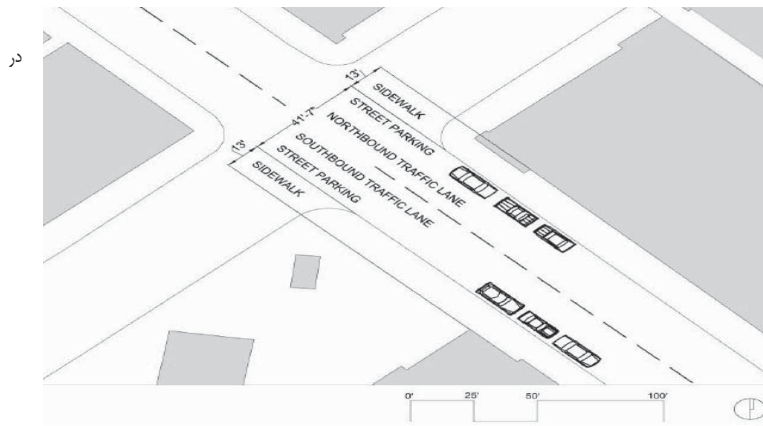 در
13'
SIDEWALK
STREET PARKING
41'-7"
NORTHBOUND TRAFFIC LANE
SOUTHBOUND TRAFFIC LANE
STREET PARKING
13'
SIDEWALK
0' 25' 50' 100'